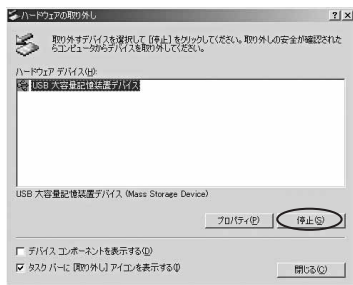 ハードウェアの取り外し
取り外すデバイスを選択して [停止] をクリックしてください。取り外しの安全が確認された
らコンピュータからデバイスを取り外してください。
ハードウェア デバイス(H):
USB 大容量記憶装置デバイス
USB 大容量記憶装置デバイス (Mass Storage Device)
プロパティ(P)
停止(S)
デバイス コンポーネントを表示する(D)
タスク バーに [取り外し] アイコンを表示する(I)
閉じる(C)